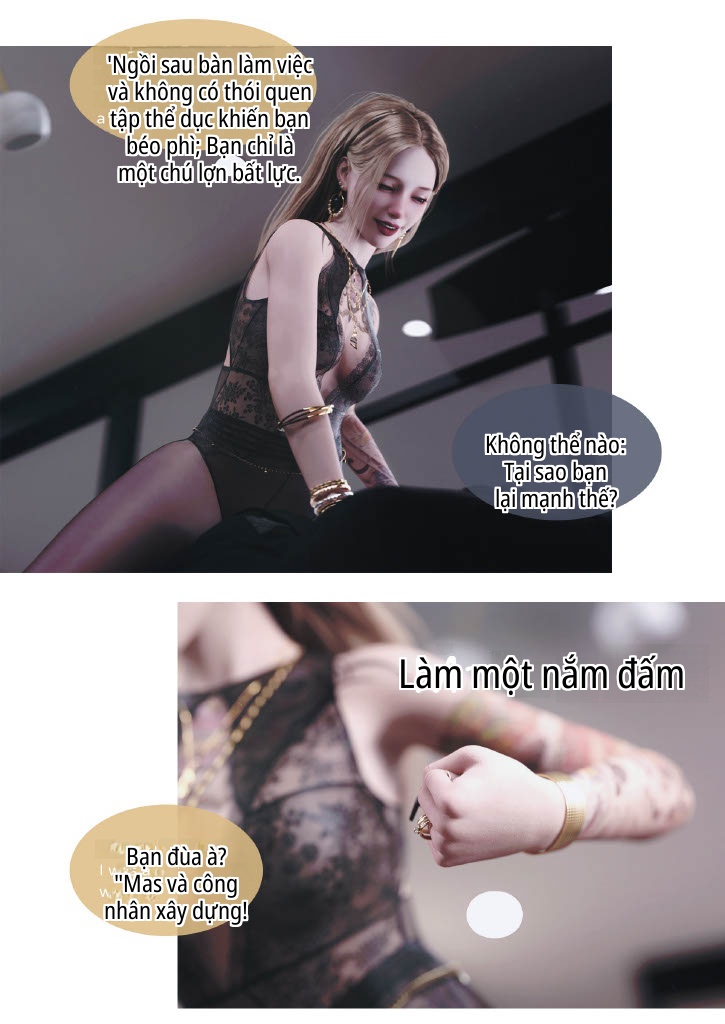 'Ngồi sau bàn làm việc
và không có thói quen
tập thể dục khiến bạn
béo phì; Bạn chỉ là
một chú lợn bất lực.
Không thể nào:
Tại sao bạn
lại mạnh thế?
Làm một nắm đấm
Bạn đùa à?
"Mas và công
nhân xây dựng!